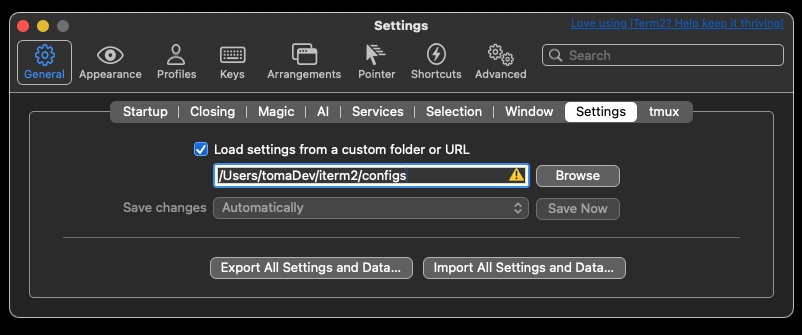 Settings
Love using iTerm2? Help keep it thriving!
General Appearance Profiles Keys Arrangements Pointer Shortcuts Advanced
Search
Startup Closing Magic AI Services Selection Window Settings tmux
Load settings from a custom folder or URL
/Users/tomaDev/iterm2/configs
Browse
Save changes Automatically Save Now
Export All Settings and Data... Import All Settings and Data...